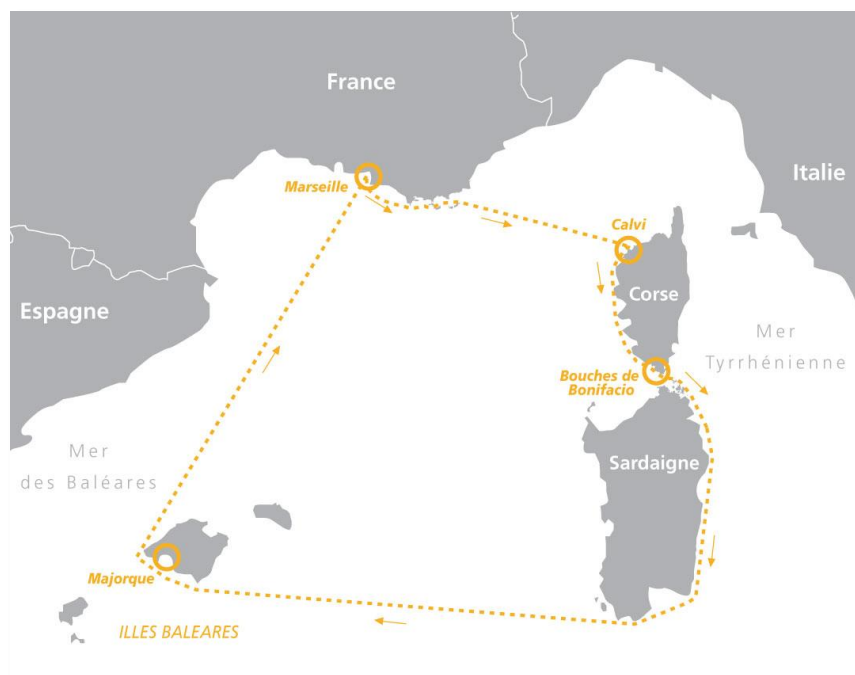 France
Italie
Marseille
Calvi
Corse
Espagne
Mer
Tyrrhénienne
Bouches de
Bonifacio
Mer
des Baléares
Sardaigne
Majorque
ILLES BALEARES